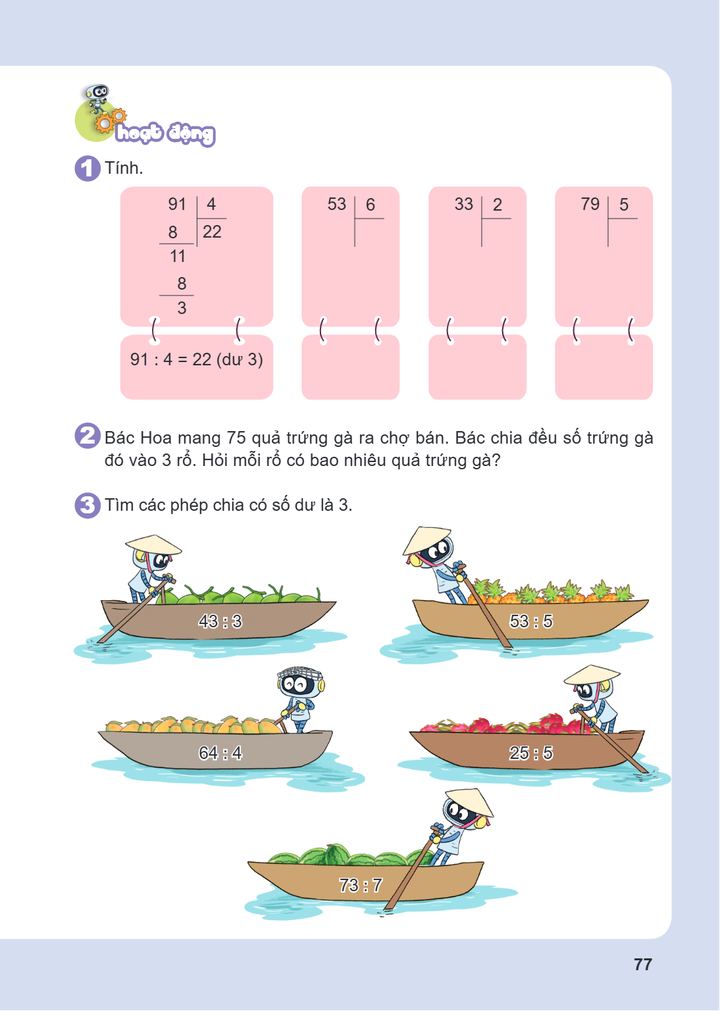 hoạt động
1 Tính.
91 4
8 22
11
8
3
53 6
33 2
79 5
91 : 4 = 22 (dư 3)
2 Bác Hoa mang 75 quả trứng gà ra chợ bán. Bác chia đều số trứng gà
đó vào 3 rổ. Hỏi mỗi rổ có bao nhiêu quả trứng gà?
3 Tìm các phép chia có số dư là 3.
43 : 3
53 : 5
64 : 4
25 : 5
73 : 7
77